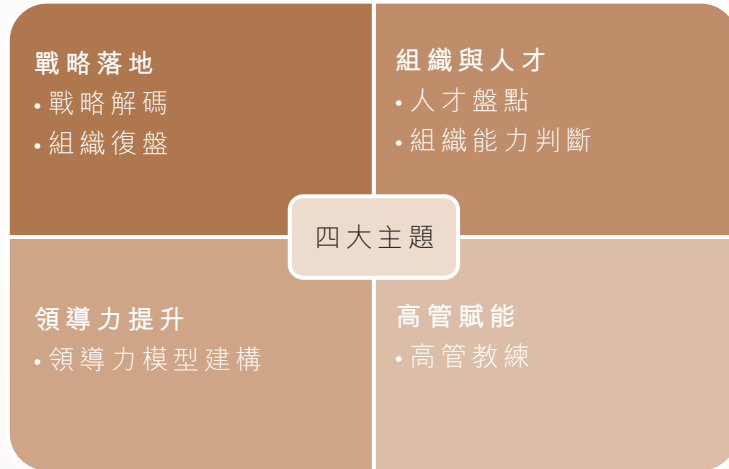 戰略落地
• 戰略解碼
• 組織復盤
組織與人才
• 人才盤點
• 組織能力判斷
四大主題
領導力提升
• 領導力模型建構
高管賦能
• 高管教練